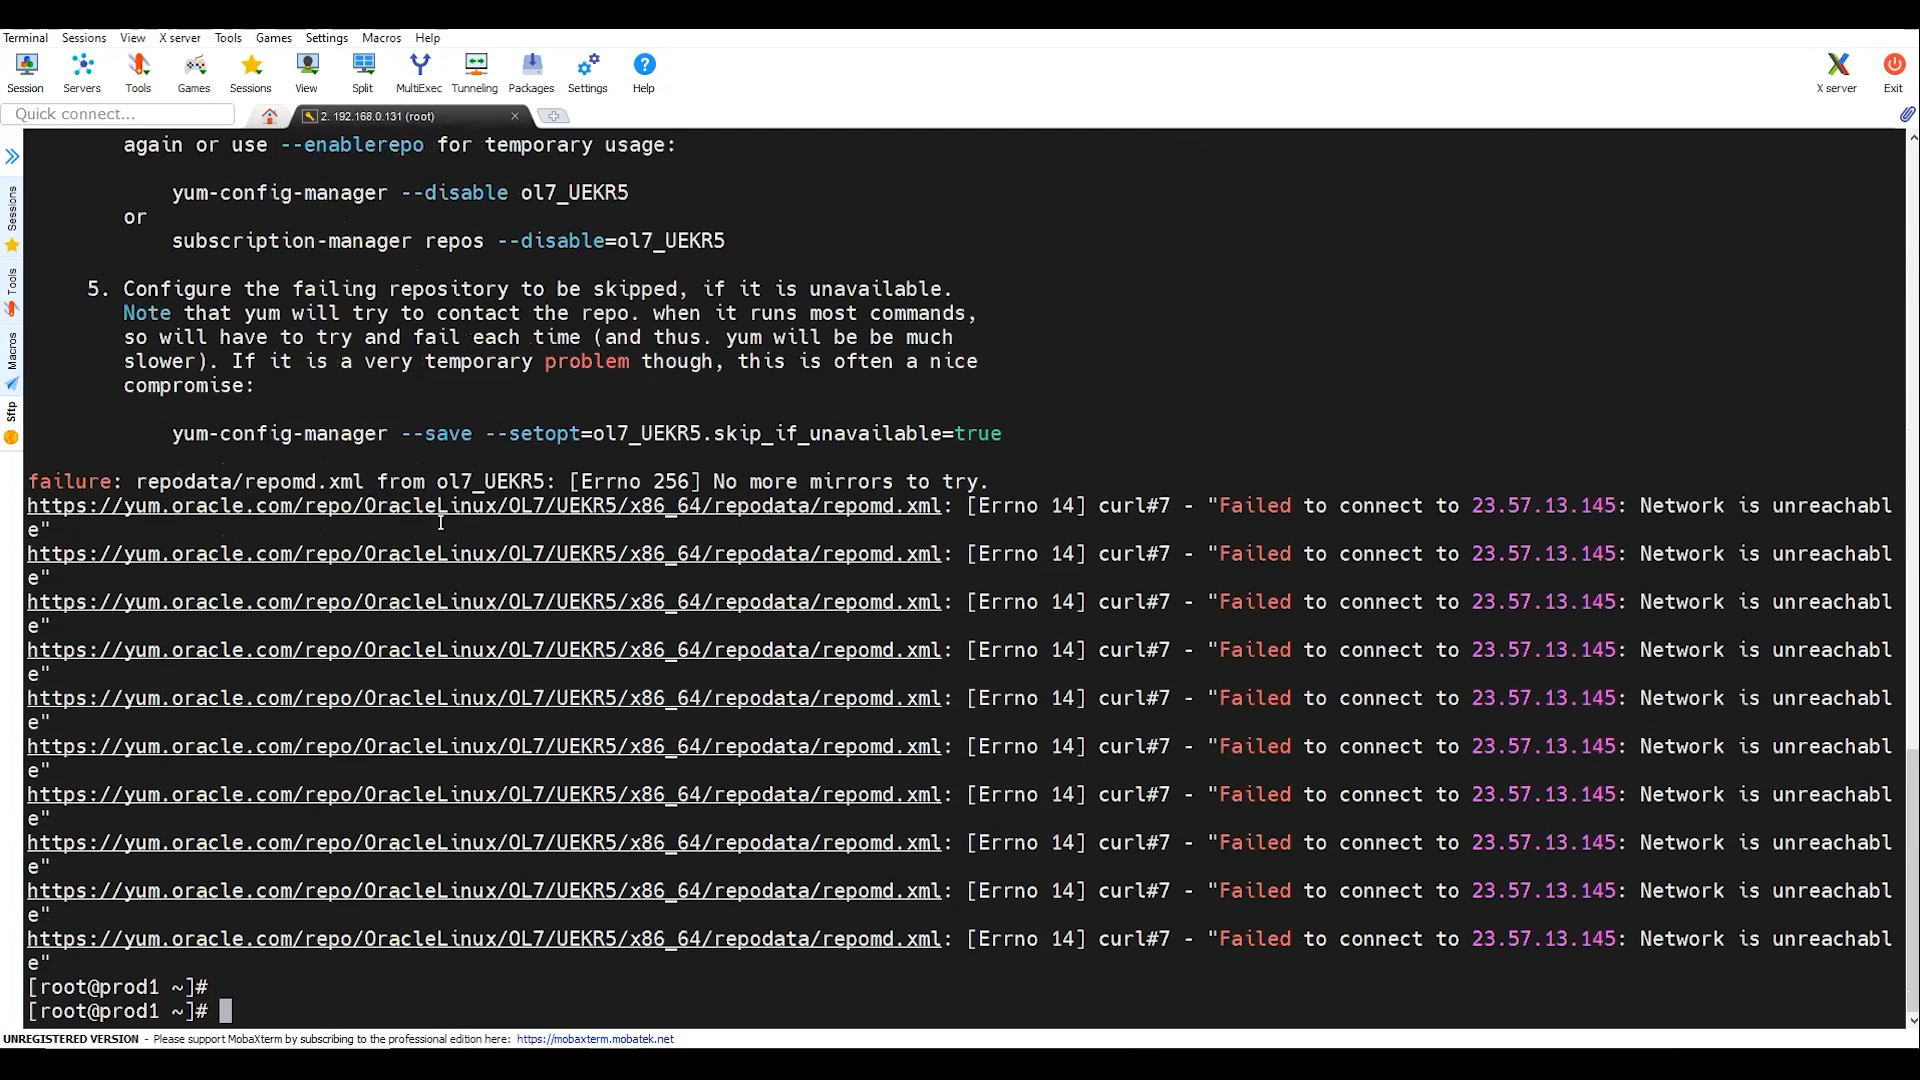 Terminal Sessions View X server Tools Games Settings Macros Help
Session Servers Tools Games Sessions View Split MultiExec Tunneling Packages Settings Help X server Exit
Quick connect... 2. 192.168.0.131 (root)
Sessions
Tools
Macros
Sftp
again or use --enablerepo for temporary usage:
yum-config-manager --disable ol7_UEKR5
or
subscription-manager repos --disable=ol7_UEKR5
5. Configure the failing repository to be skipped, if it is unavailable.
Note that yum will try to contact the repo. when it runs most commands,
so will have to try and fail each time (and thus. yum will be be much
slower). If it is a very temporary problem though, this is often a nice
compromise:
yum-config-manager --save --setopt=ol7_UEKR5.skip_if_unavailable=true
failure: repodata/repomd.xml from ol7_UEKR5: [Errno 256] No more mirrors to try.
https://yum.oracle.com/repo/OracleLinux/OL7/UEKR5/x86_64/repodata/repomd.xml: [Errno 14] curl#7 - "Failed to connect to 23.57.13.145: Network is unreachabl
e"
https://yum.oracle.com/repo/OracleLinux/OL7/UEKR5/x86_64/repodata/repomd.xml: [Errno 14] curl#7 - "Failed to connect to 23.57.13.145: Network is unreachabl
e"
https://yum.oracle.com/repo/OracleLinux/OL7/UEKR5/x86_64/repodata/repomd.xml: [Errno 14] curl#7 - "Failed to connect to 23.57.13.145: Network is unreachabl
e"
https://yum.oracle.com/repo/OracleLinux/OL7/UEKR5/x86_64/repodata/repomd.xml: [Errno 14] curl#7 - "Failed to connect to 23.57.13.145: Network is unreachabl
e"
https://yum.oracle.com/repo/OracleLinux/OL7/UEKR5/x86_64/repodata/repomd.xml: [Errno 14] curl#7 - "Failed to connect to 23.57.13.145: Network is unreachabl
e"
https://yum.oracle.com/repo/OracleLinux/OL7/UEKR5/x86_64/repodata/repomd.xml: [Errno 14] curl#7 - "Failed to connect to 23.57.13.145: Network is unreachabl
e"
https://yum.oracle.com/repo/OracleLinux/OL7/UEKR5/x86_64/repodata/repomd.xml: [Errno 14] curl#7 - "Failed to connect to 23.57.13.145: Network is unreachabl
e"
https://yum.oracle.com/repo/OracleLinux/OL7/UEKR5/x86_64/repodata/repomd.xml: [Errno 14] curl#7 - "Failed to connect to 23.57.13.145: Network is unreachabl
e"
https://yum.oracle.com/repo/OracleLinux/OL7/UEKR5/x86_64/repodata/repomd.xml: [Errno 14] curl#7 - "Failed to connect to 23.57.13.145: Network is unreachabl
e"
https://yum.oracle.com/repo/OracleLinux/OL7/UEKR5/x86_64/repodata/repomd.xml: [Errno 14] curl#7 - "Failed to connect to 23.57.13.145: Network is unreachabl
e"
[root@prod1 ~]#
[root@prod1 ~]#
UNREGISTERED VERSION - Please support MobaXterm by subscribing to the professional edition here: https://mobaxterm.mobatek.net